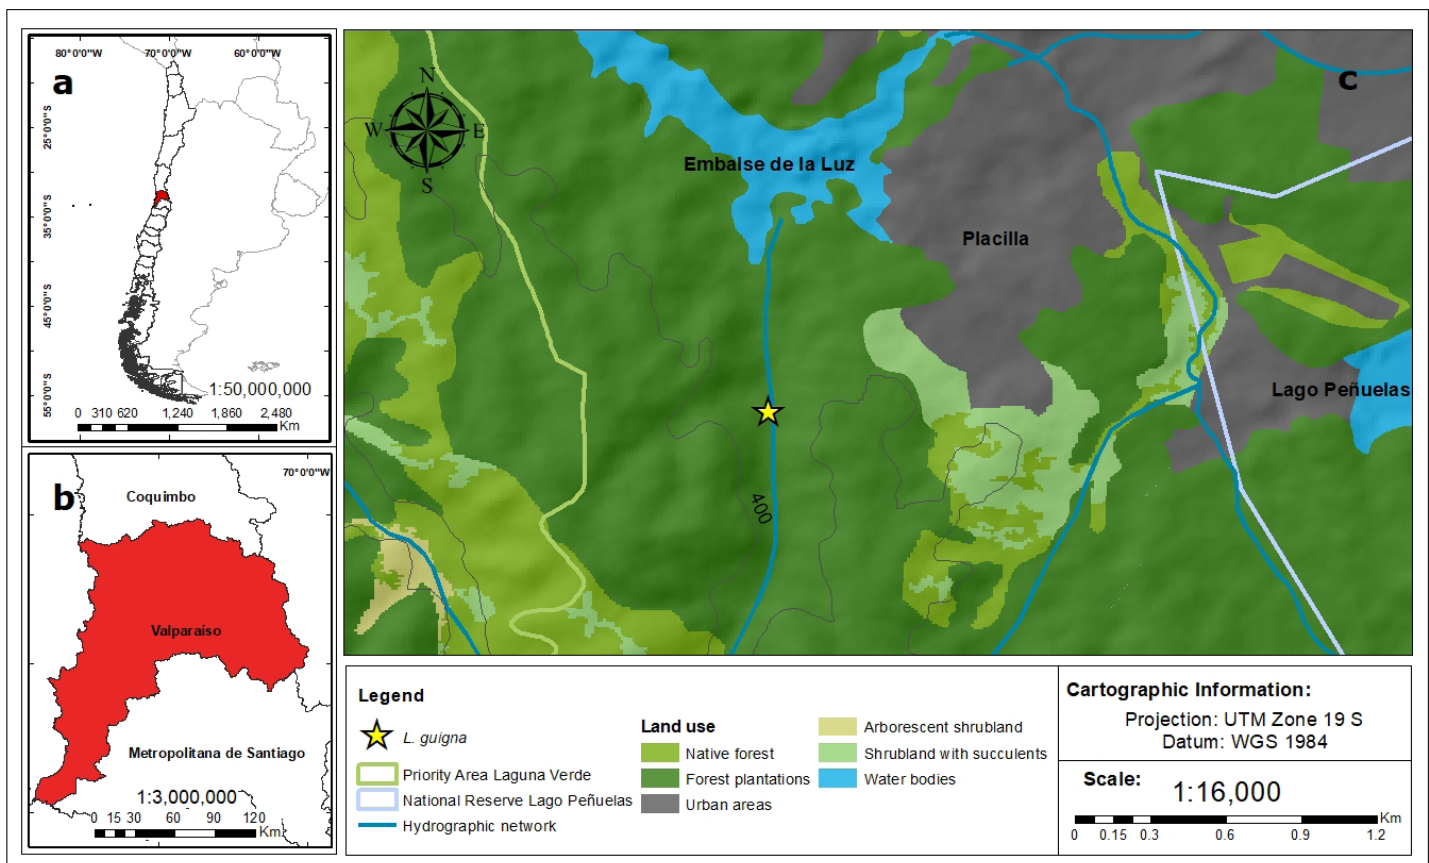 a
80°0'0"W 70°0'0"W 60°0'0"W
25°0'0"S
35°0'0"S
45°0'0"S
55°0'0"S
1:50,000,000
0 310 620 1,240 1,860 2,480
Km
b
70°0'0"W
Coquimbo
Valparaíso
Metropolitana de Santiago
1:3,000,000
0 15 30 60 90 120
Km
c
N
W E
S
Embalse de la Luz
Placilla
Lago Peñuelas
400
Legend
L. guigna
Priority Area Laguna Verde
National Reserve Lago Peñuelas
Hydrographic network
Land use
Native forest
Forest plantations
Urban areas
Arborescent shrubland
Shrubland with succulents
Water bodies
Cartographic Information:
Projection: UTM Zone 19 S
Datum: WGS 1984
Scale:
1:16,000
Km
0 0.15 0.3 0.6 0.9 1.2